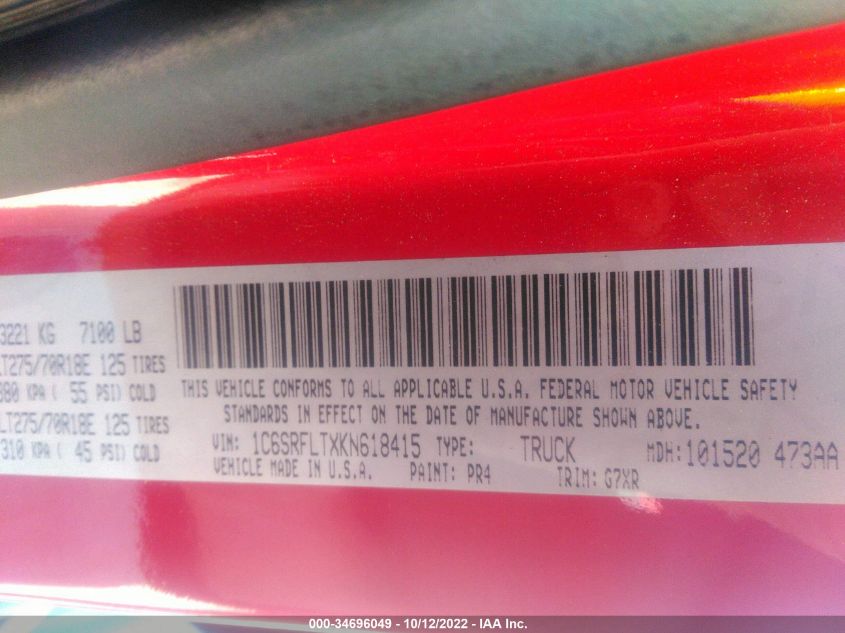 3221 KG 7100 LB
LT275/70R18E 125 TIRES
380 KPA ( 55 PSI) COLD
LT275/70R18E 125 TIRES
310 KPA ( 45 PSI) COLD
THIS VEHICLE CONFORMS TO ALL APPLICABLE U.S.A. FEDERAL MOTOR VEHICLE SAFETY
STANDARDS IN EFFECT ON THE DATE OF MANUFACTURE SHOWN ABOVE.
VIN: 1C6SRFLTXKN618415 TYPE: TRUCK MDH:101520 473AA
VEHICLE MADE IN U.S.A. PAINT: PR4 TRIM: G7XR
000-34696049 - 10/12/2022 - IAA Inc.